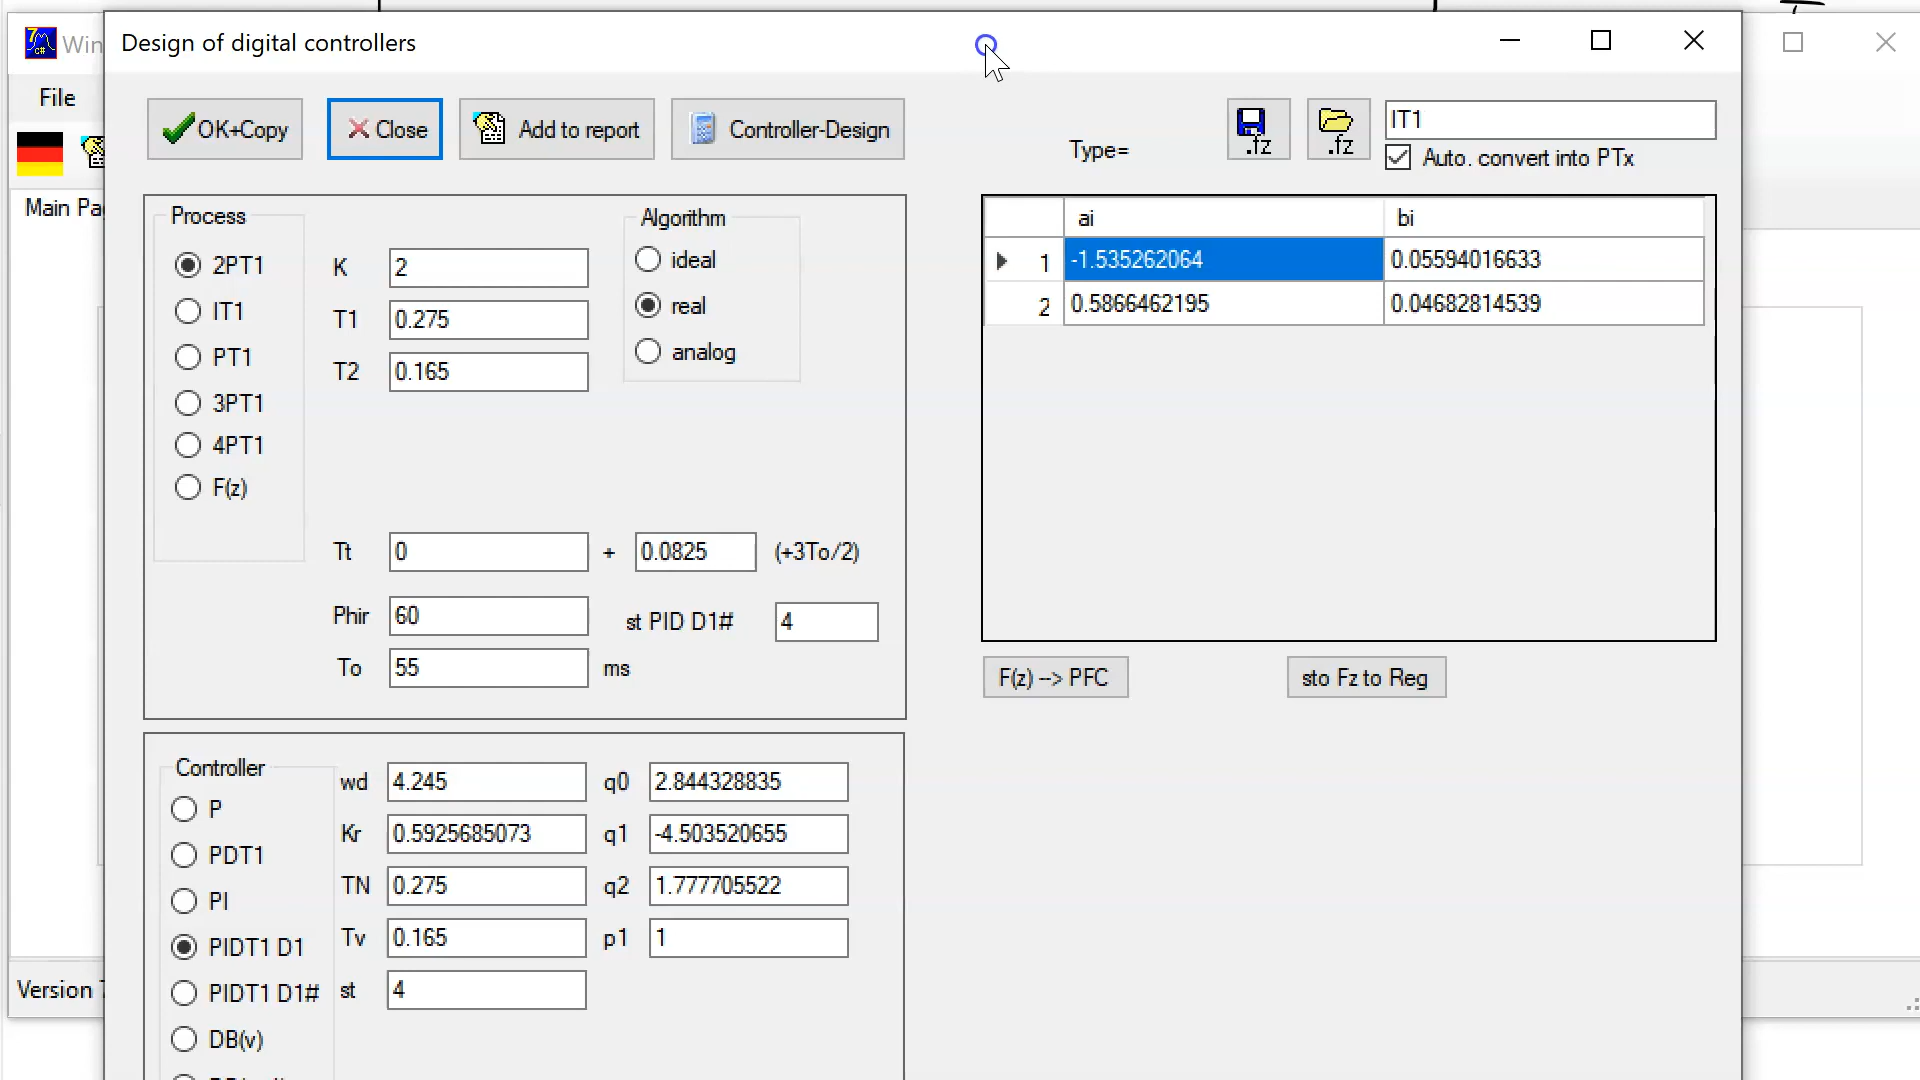 Win
Design of digital controllers
File
OK+Copy
Close
Add to report
Controller-Design
Type=
.fz
.fz
IT1
Auto. convert into PTx
Main Pa
Process
2PT1
IT1
PT1
3PT1
4PT1
F(z)
K
2
T1
0.275
T2
0.165
Algorithm
ideal
real
analog
Tt
0
+
0.0825
(+3To/2)
Phir
60
st PID D1#
4
To
55
ms
ai
bi
1
-1.535262064
0.05594016633
2
0.5866462195
0.04682814539
F(z) --> PFC
sto Fz to Reg
Controller
P
PDT1
PI
PIDT1 D1
PIDT1 D1#
DB(v)
wd
4.245
q0
2.844328835
Kr
0.5925685073
q1
-4.503520655
TN
0.275
q2
1.777705522
Tv
0.165
p1
1
st
4
Version